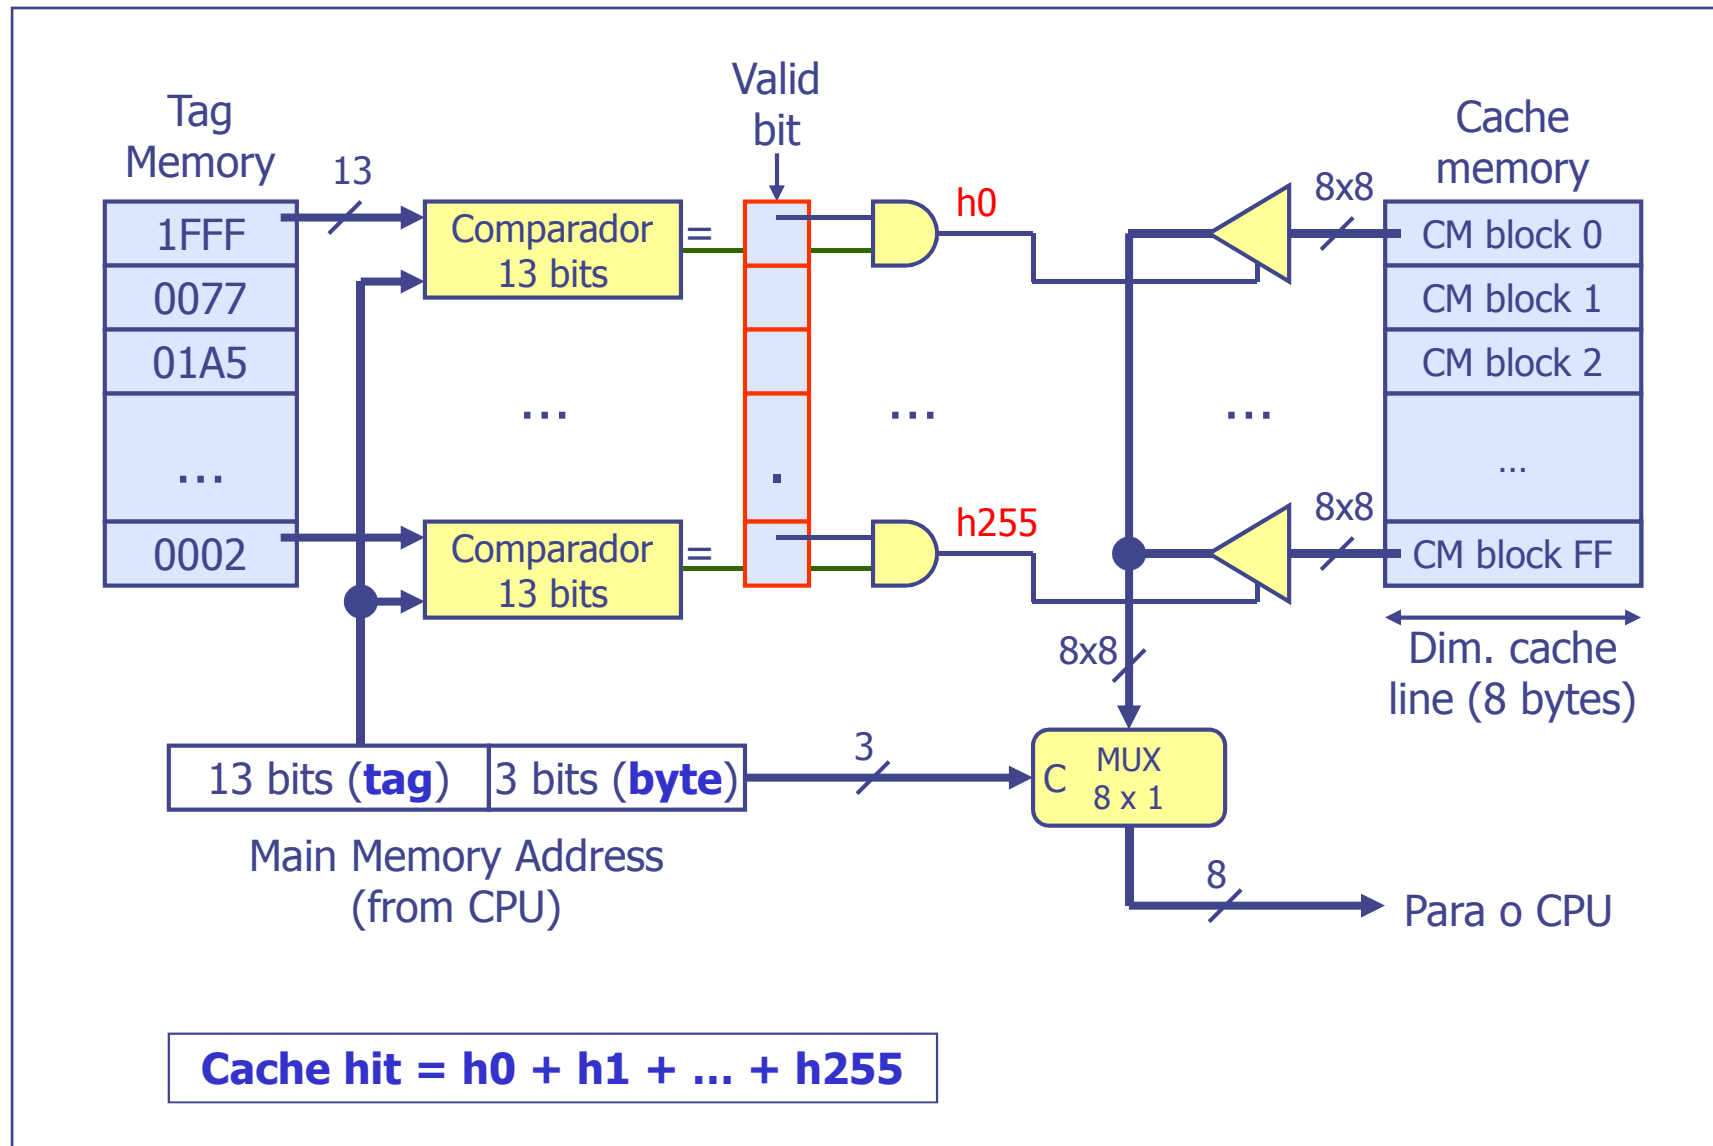 Valid
bit
Tag
Memory
Cache
memory
13
8x8
1FFF
0077
01A5
...
0002
Comparador
13 bits
=
h0
CM block 0
CM block 1
CM block 2
...
CM block FF
...
...
...
.
8x8
Comparador
13 bits
=
h255
8x8
Dim. cache
line (8 bytes)
13 bits (tag)
3 bits (byte)
3
C
MUX
8 x 1
Main Memory Address
(from CPU)
8
Para o CPU
Cache hit = h0 + h1 + ... + h255